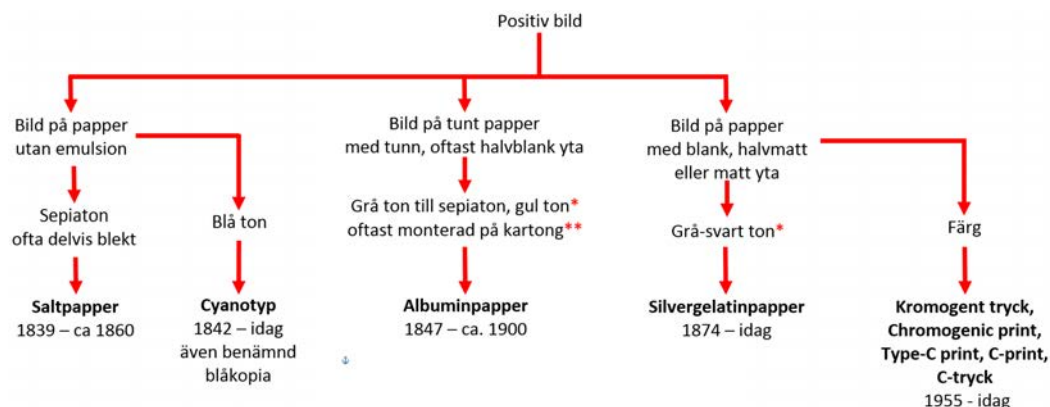 Positiv bild
Bild på papper
utan emulsion
Sepiaton
ofta delvis blekt
Saltpapper
1839 – ca 1860
Blå ton
Cyanotyp
1842 – idag
även benämnd
blåkopia
Bild på tunt papper
med tunn, oftast halvblank yta
Grå ton till sepiaton, gul ton*
oftast monterad på kartong**
Albuminpapper
1847 – ca. 1900
Bild på papper
med blank, halvmatt
eller matt yta
Grå-svart ton*
Silvergelatinpapper
1874 – idag
Färg
Kromogent tryck,
Chromogenic print,
Type-C print, C-print,
C-tryck
1955 - idag